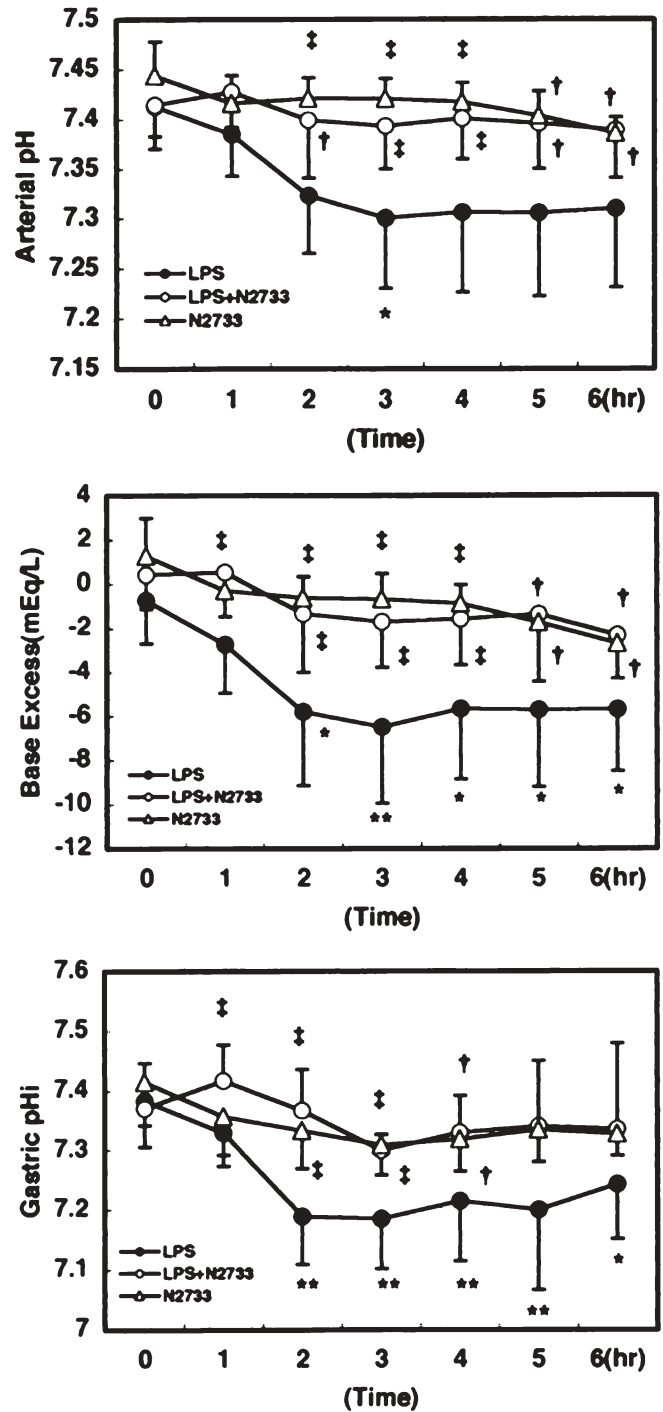 7.5
7.45
7.4
7.35
7.3
7.25
7.2
7.15
Arterial pH
‡ ‡ ‡ † †
† ‡ ‡ † †
LPS
LPS+N2733
N2733
*
0 1 2 3 4 5 6(hr)
(Time)
4
2
0
-2
-4
-6
-8
-10
-12
Base Excess(mEq/L)
‡ ‡ ‡ ‡ † †
‡ ‡ ‡ † †
LPS
LPS+N2733
N2733
* ** * * *
0 1 2 3 4 5 6(hr)
(Time)
7.6
7.5
7.4
7.3
7.2
7.1
7
Gastric pHi
‡ ‡ ‡ †
‡ ‡ †
LPS
LPS+N2733
N2733
** ** ** ** *
0 1 2 3 4 5 6(hr)
(Time)